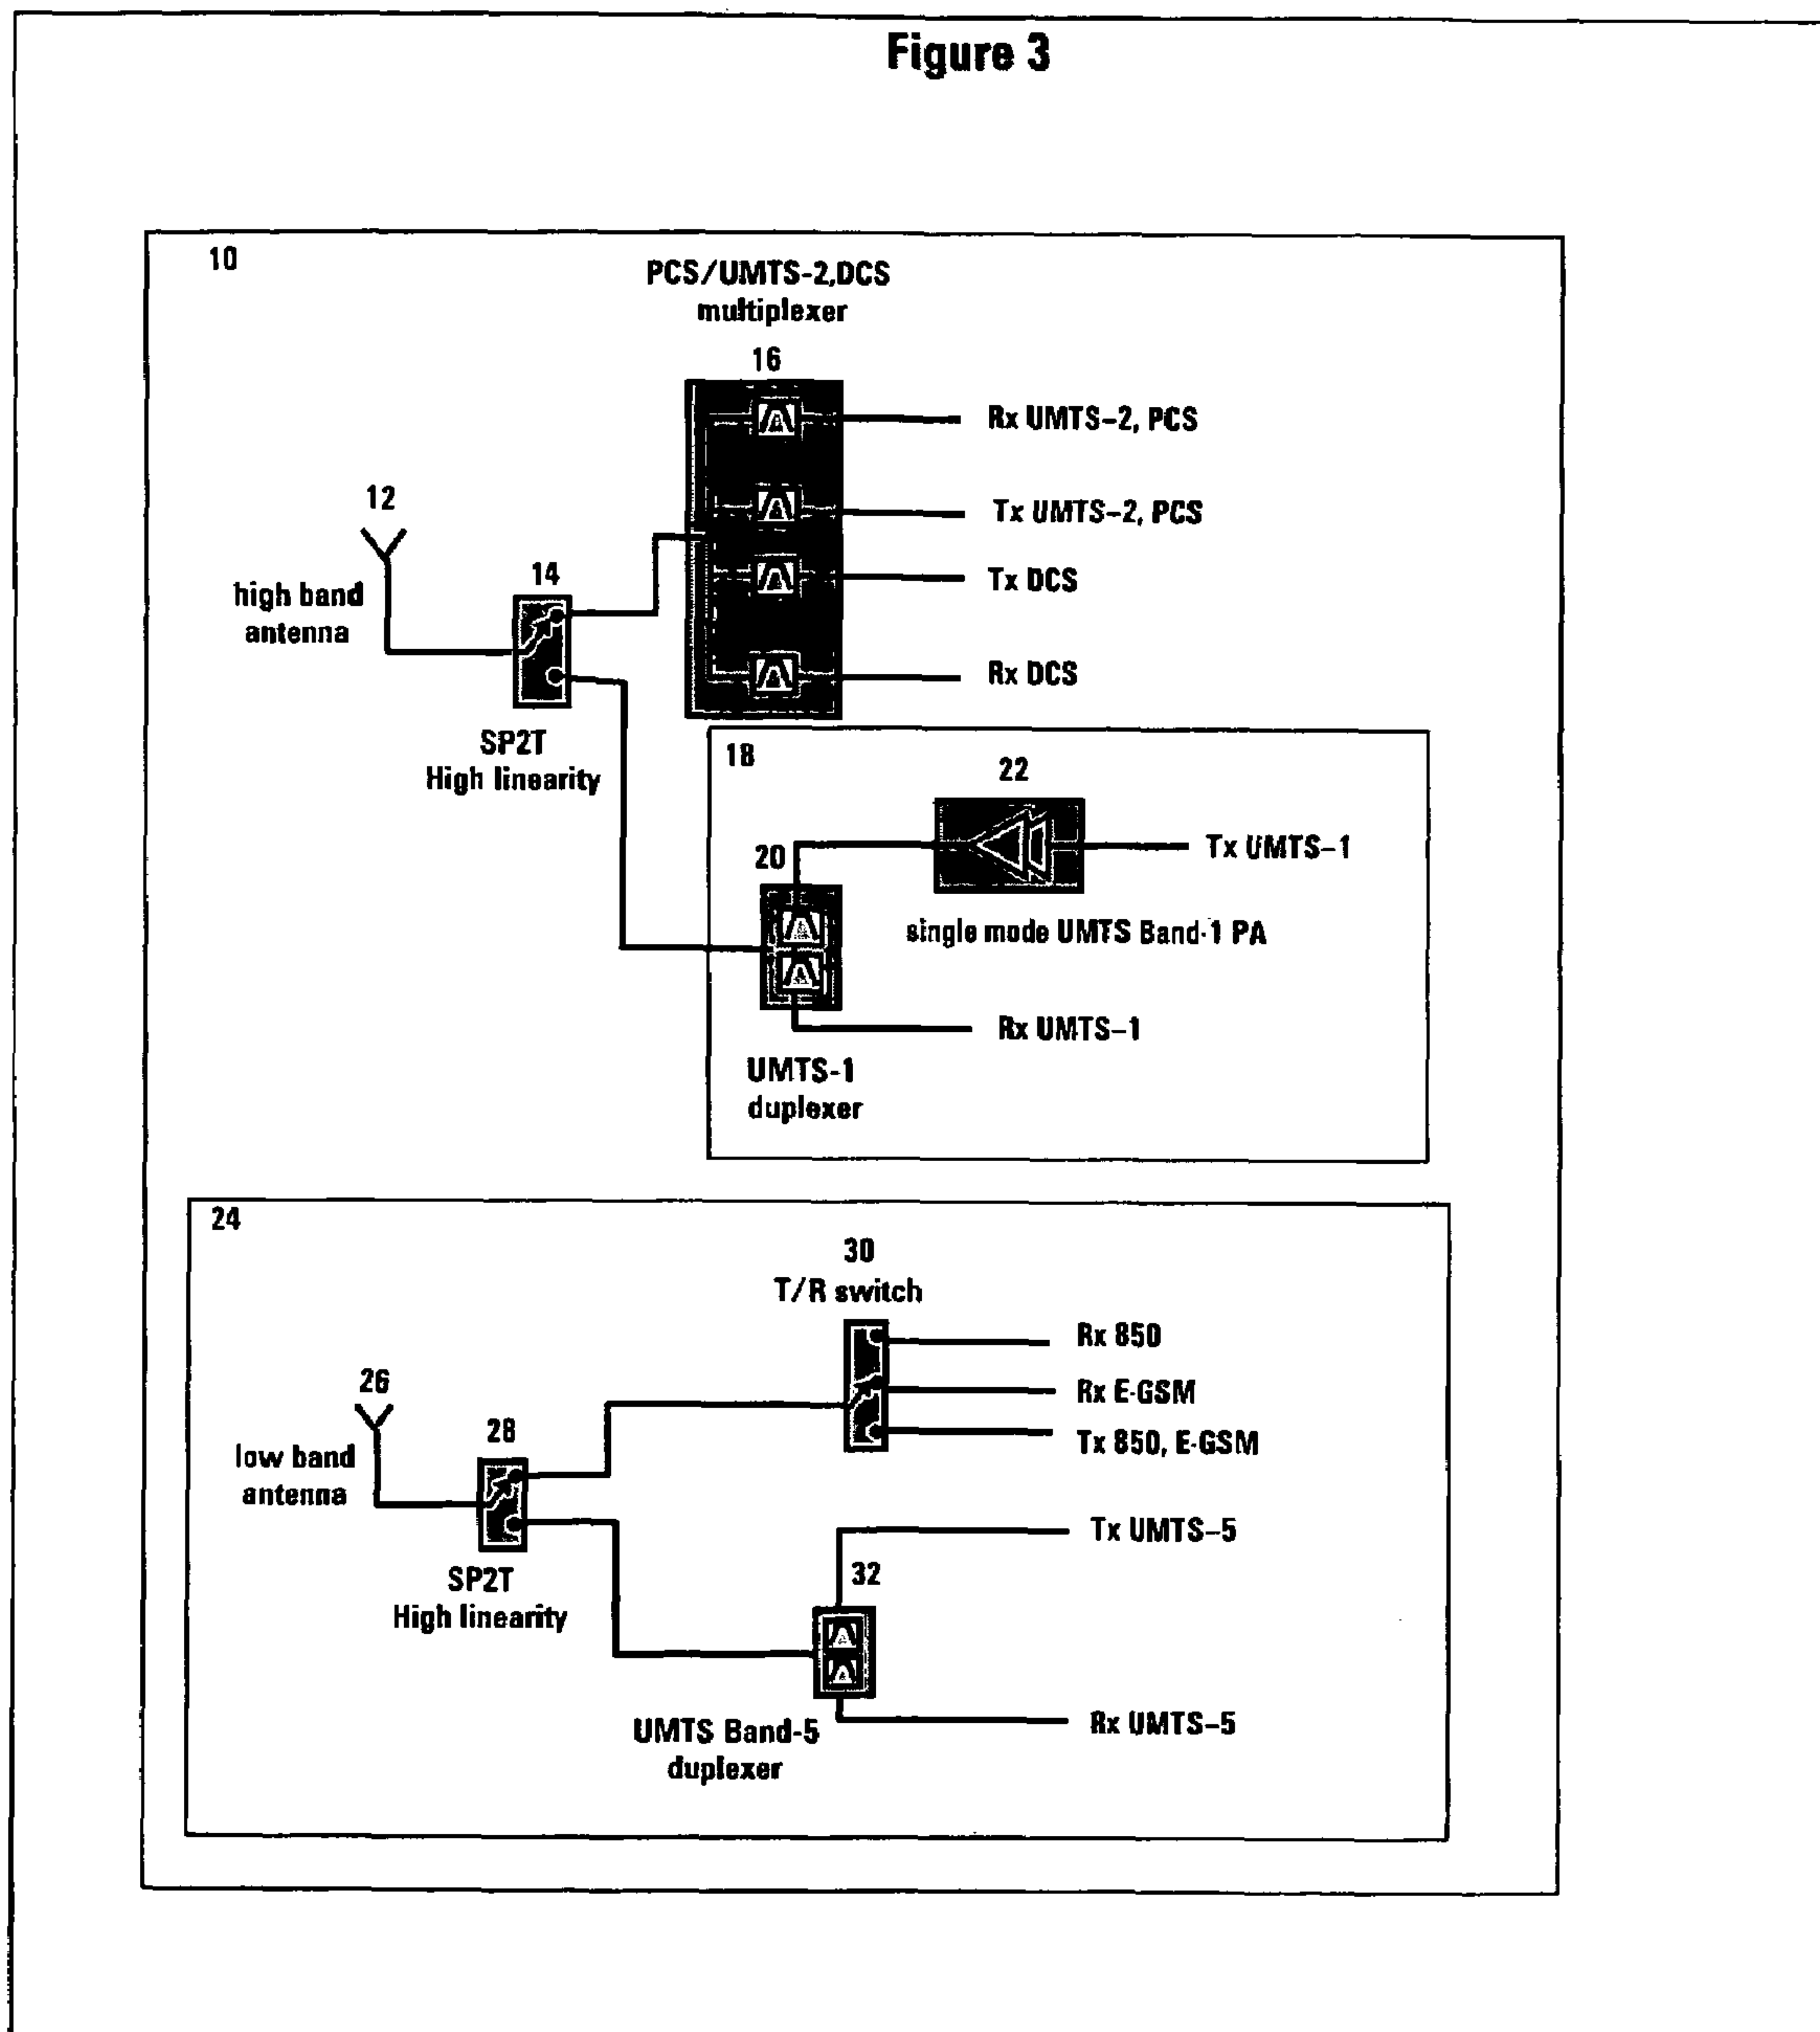 Figure 3
10
PCS/UMTS-2,DCS
multiplexer
16
Rx UMTS-2, PCS
Tx UMTS-2, PCS
Tx DCS
Rx DCS
12
high band
antenna
14
SP2T
High linearity
18
22
Tx UMTS-1
single mode UMTS Band-1 PA
20
Rx UMTS-1
UMTS-1
duplexer
24
30
T/R switch
Rx 850
Rx E-GSM
Tx 850, E-GSM
26
low band
antenna
28
SP2T
High linearity
Tx UMTS-5
32
Rx UMTS-5
UMTS Band-5
duplexer